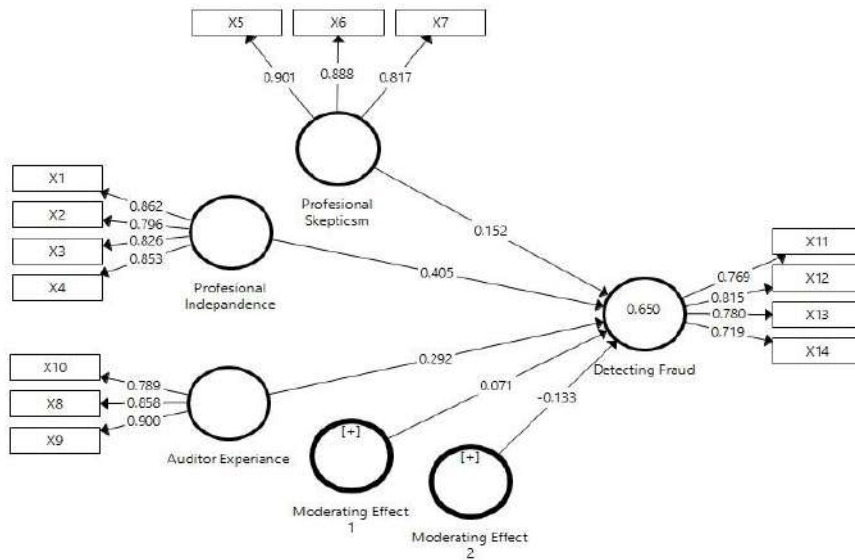 X5
X6
X7
0.901
0.888
0.817
Profesional
Skepticsm
X1
X2
X3
X4
0.862
0.796
0.826
0.853
Profesional
Indepandence
0.152
0.405
X11
X12
X13
X14
0.769
0.815
0.780
0.719
0.650
Detecting Fraud
X10
X8
X9
0.789
0.858
0.900
Auditor Experiance
0.292
0.071
-0.133
[+]
Moderating Effect
1
[+]
Moderating Effect
2